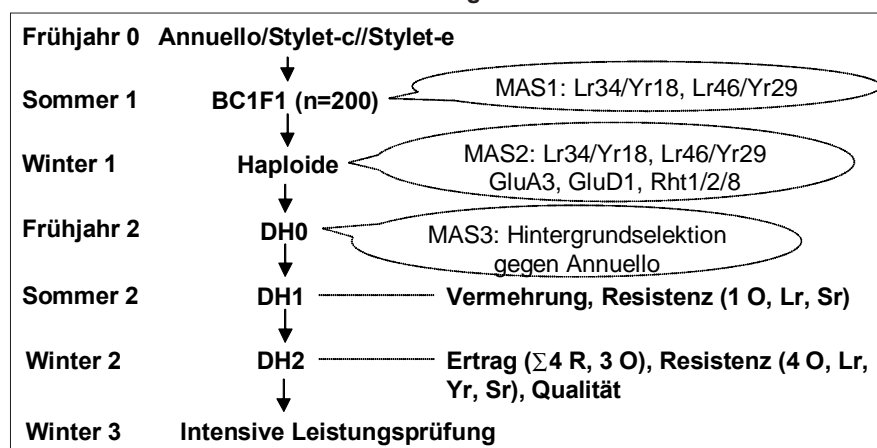 Frühjahr 0 Annuello/Stylet-c//Stylet-e
Sommer 1 BC1F1 (n=200) MAS1: Lr34/Yr18, Lr46/Yr29
Winter 1 Haploide MAS2: Lr34/Yr18, Lr46/Yr29
GluA3, GluD1, Rht1/2/8
Frühjahr 2 DH0 MAS3: Hintergrundselektion
gegen Annuello
Sommer 2 DH1 Vermehrung, Resistenz (1 O, Lr, Sr)
Winter 2 DH2 Ertrag (∑4 R, 3 O), Resistenz (4 O, Lr,
Yr, Sr), Qualität
Winter 3 Intensive Leistungsprüfung